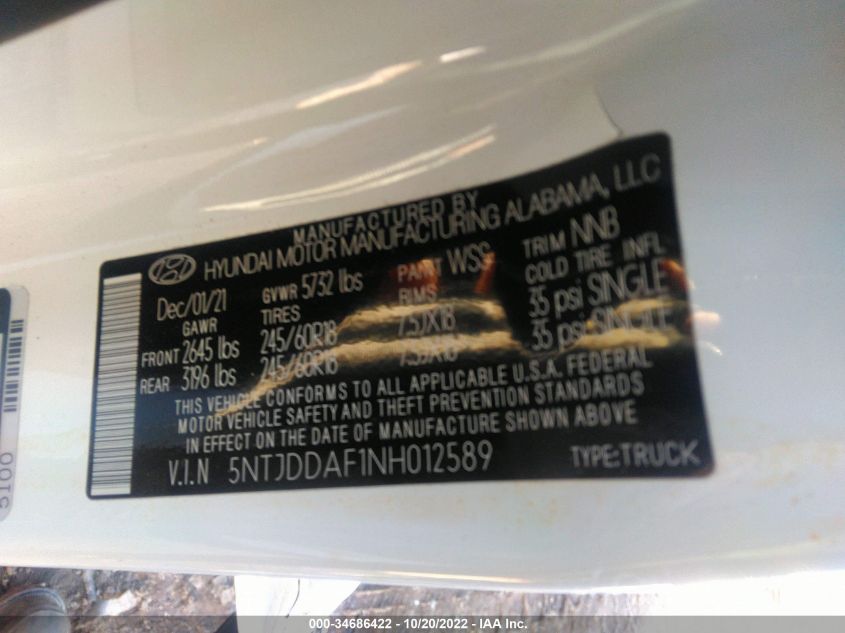 MANUFACTURED BY
HYUNDAI MOTOR MANUFACTURING ALABAMA, LLC
Dec/01/21 GVWR 5732 lbs PAINT WSS TRIM NNB
GAWR TIRES RIMS COLD TIRE INFL
FRONT 2645 lbs 245/60R18 7.5JX18 35 psi SINGLE
REAR 3196 lbs 245/60R18 7.5JX18 35 psi SINGLE
THIS VEHICLE CONFORMS TO ALL APPLICABLE U.S.A. FEDERAL
MOTOR VEHICLE SAFETY AND THEFT PREVENTION STANDARDS
IN EFFECT ON THE DATE OF MANUFACTURE SHOWN ABOVE
V.I.N 5NTJDDAF1NH012589 TYPE:TRUCK
000-34686422 - 10/20/2022 - IAA Inc.